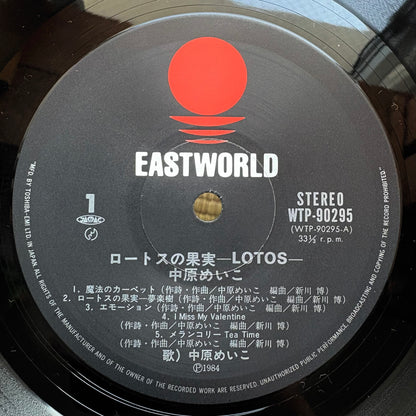 EASTWORLD
1
STEREO
WTP-90295
(WTP-90295-A)
33⅓ r.p.m.
ロートスの果実—LOTOS—
中原めいこ
1. 魔法のカーペット(作詩・作曲/中原めいこ 編曲/新川 博)
2. ロートスの果実—夢楽樹(作詩・作曲/中原めいこ 編曲/新川 博)
3. エモーション(作詩・作曲/中原めいこ 編曲/新川 博)
4. I Miss My Valentine
(作詩・作曲/中原めいこ 編曲/新川 博)
5. メランコリー Tea Time
(作詩・作曲/中原めいこ 編曲/新川 博)
歌)中原めいこ
Ⓟ1984
"MF'D BY TOSHIBA-EMI LTD IN JAPAN ALL RIGHTS OF THE MANUFACTURER AND OF THE OWNER OF THE RECORDED WORK ARE RESERVED. UNAUTHORIZED PUBLIC PERFORMANCE, BROADCASTING AND COPYING OF THE RECORD PROHIBITED."